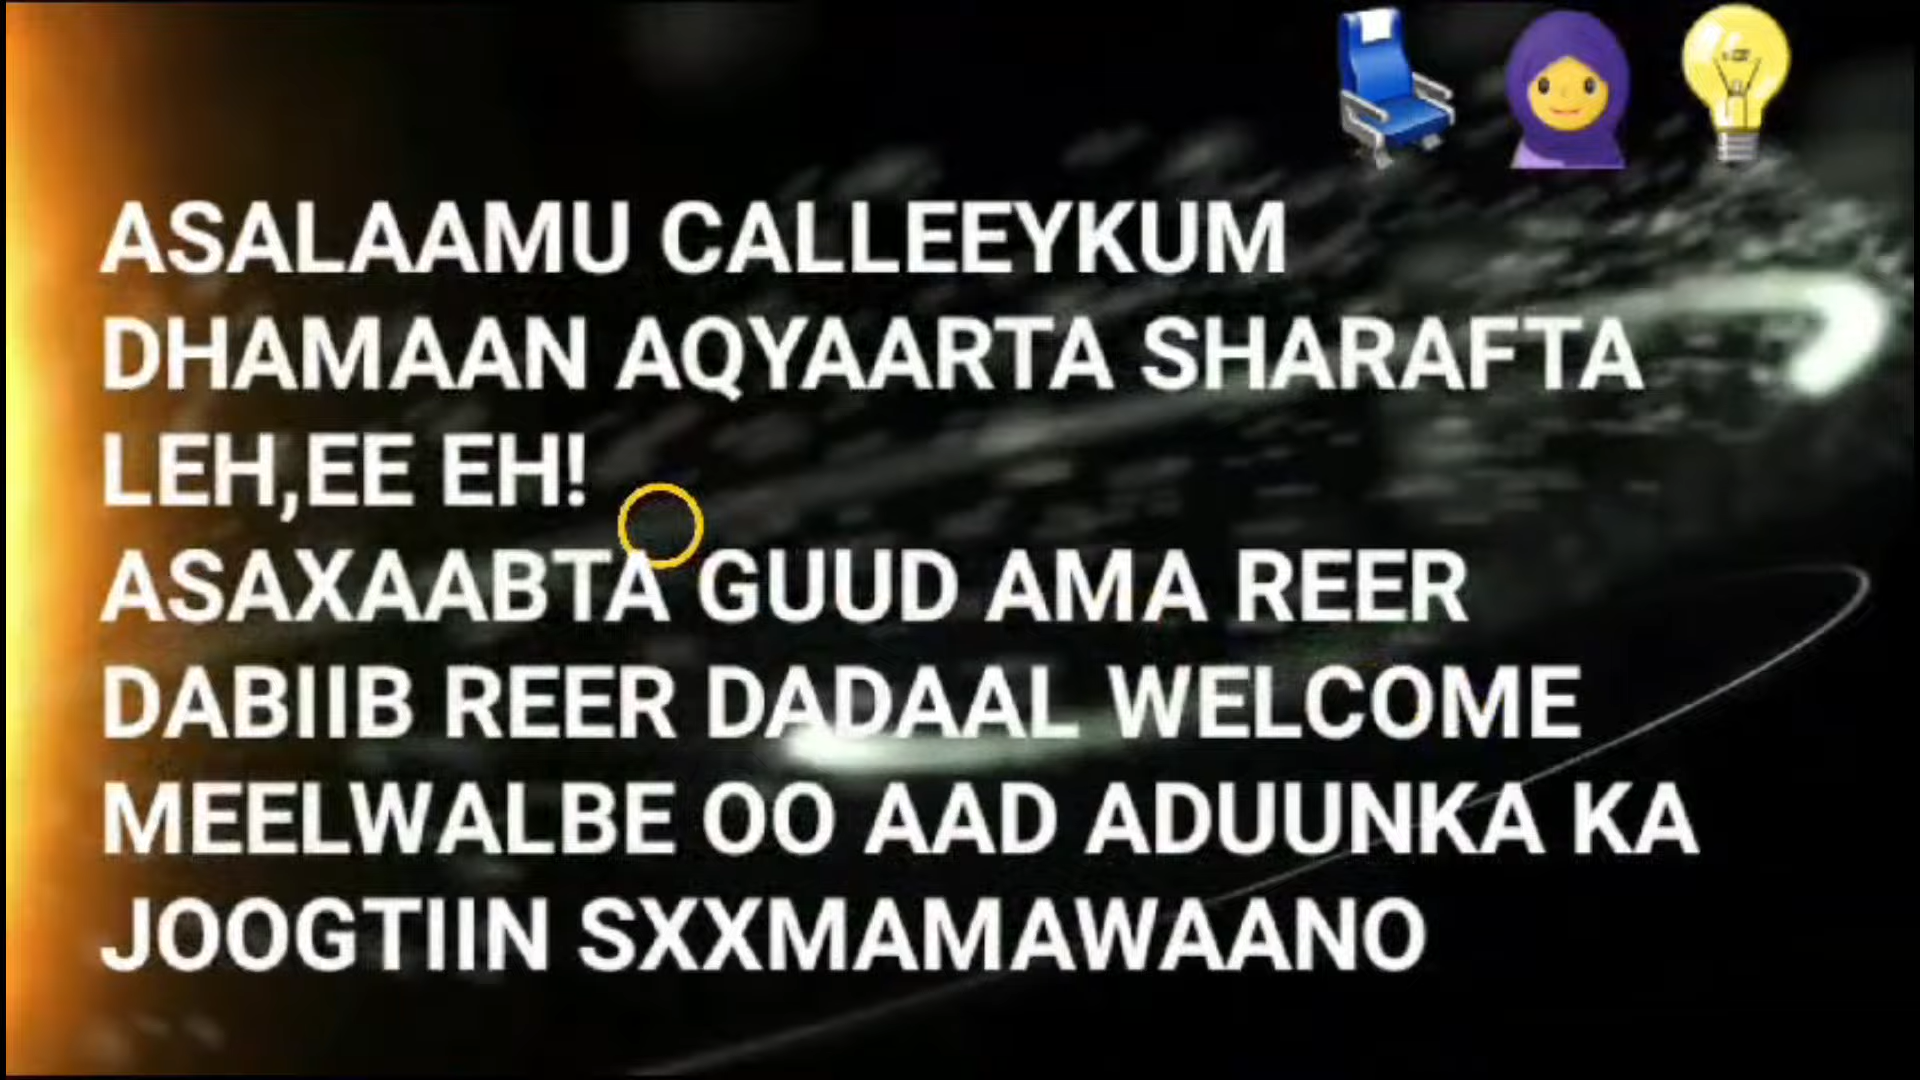 ASALAAMU CALLEEYKUM
DHAMAAN AQYAARTA SHARAFTA
LEH,EE EH!
ASAXAABTA GUUD AMA REER
DABIIB REER DADAAL WELCOME
MEELWALBE OO AAD ADUUNKA KA
JOOGTIIN SXXMAMAWAANO